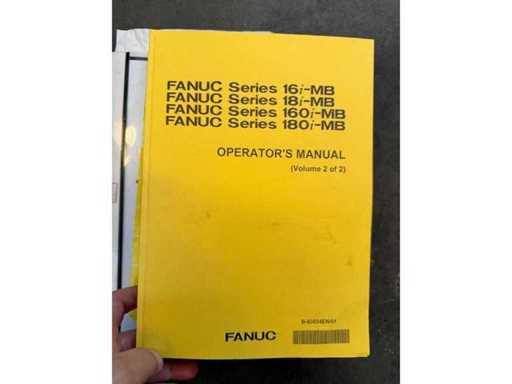 FANUC Series 16i-MB
FANUC Series 18i-MB
FANUC Series 160i-MB
FANUC Series 180i-MB
OPERATOR'S MANUAL
(Volume 2 of 2)
FANUC